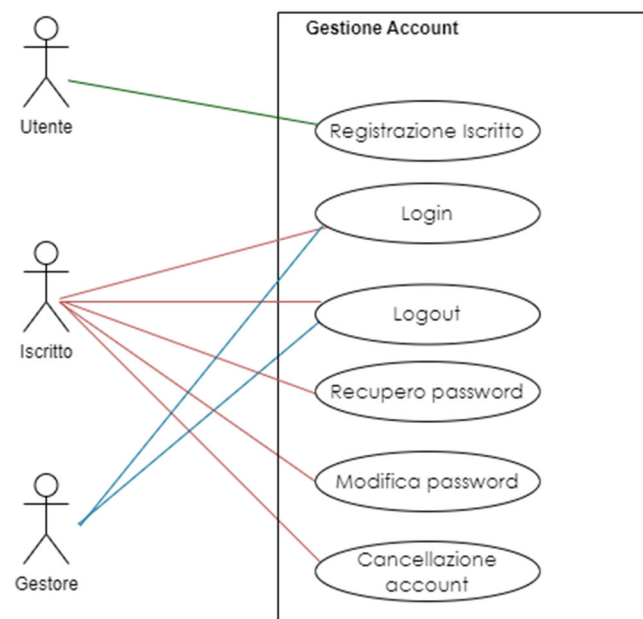 Gestione Account
Utente
Registrazione Iscritto
Login
Iscritto
Logout
Recupero password
Modifica password
Gestore
Cancellazione
account